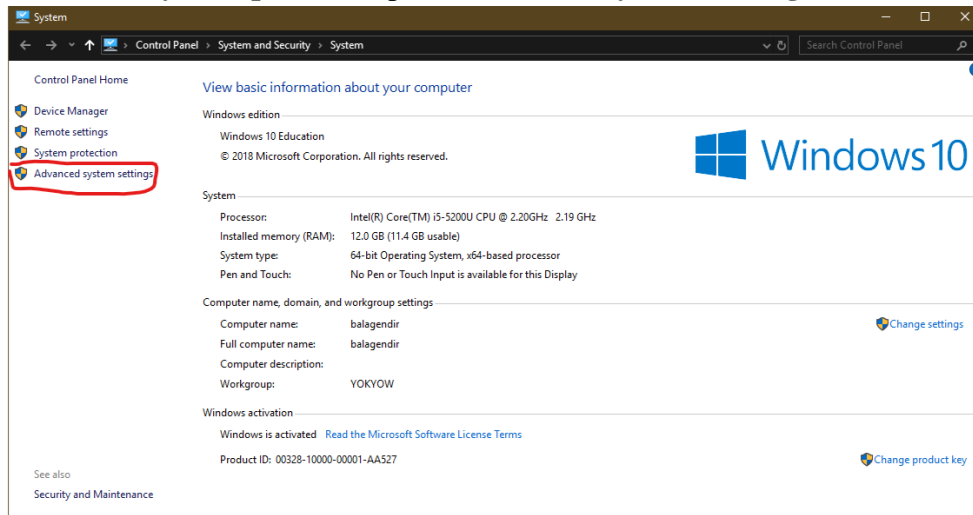 System
Control Panel > System and Security > System
Search Control Panel
Control Panel Home
Device Manager
Remote settings
System protection
Advanced system settings
See also
Security and Maintenance
View basic information about your computer
Windows edition
Windows 10 Education
© 2018 Microsoft Corporation. All rights reserved.
Windows 10
System
Processor: Intel(R) Core(TM) i5-5200U CPU @ 2.20GHz 2.19 GHz
Installed memory (RAM): 12.0 GB (11.4 GB usable)
System type: 64-bit Operating System, x64-based processor
Pen and Touch: No Pen or Touch Input is available for this Display
Computer name, domain, and workgroup settings
Computer name: balagendir
Change settings
Full computer name: balagendir
Computer description:
Workgroup: YOKYOW
Windows activation
Windows is activated Read the Microsoft Software License Terms
Product ID: 00328-10000-00001-AA527
Change product key